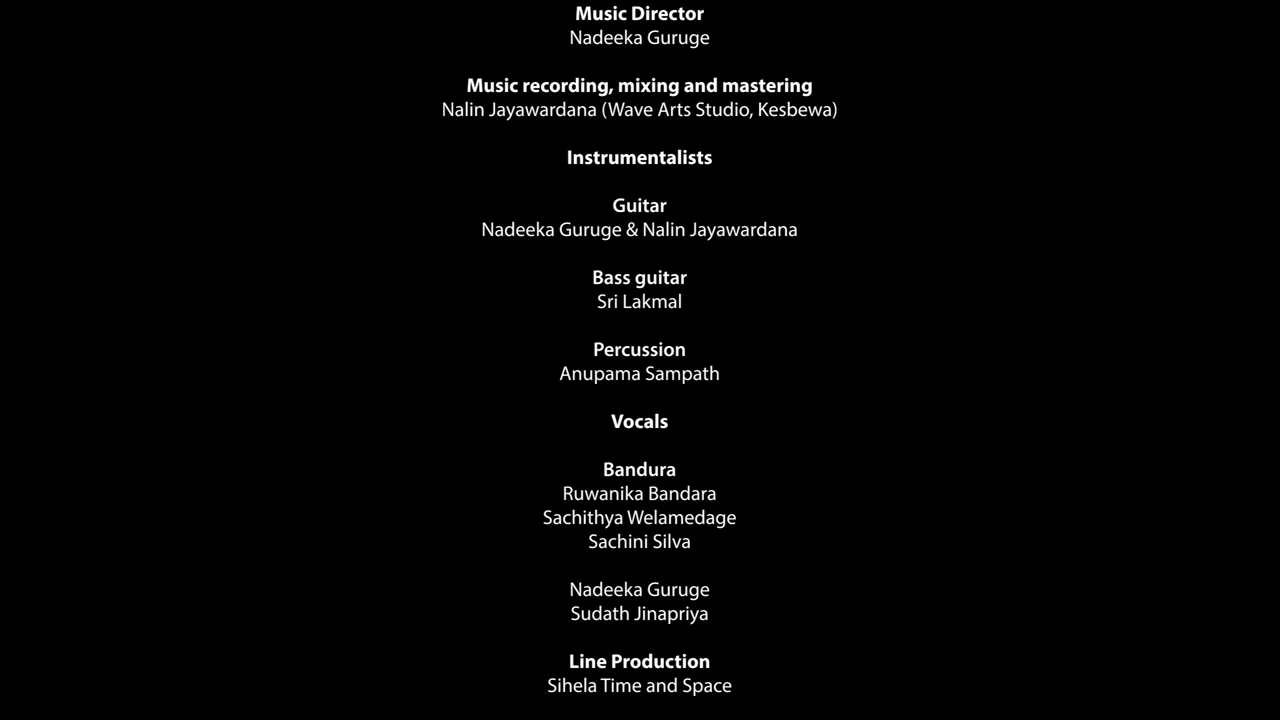 Music Director
Nadeeka Guruge
Music recording, mixing and mastering
Nalin Jayawardana (Wave Arts Studio, Kesbewa)
Instrumentalists
Guitar
Nadeeka Guruge & Nalin Jayawardana
Bass guitar
Sri Lakmal
Percussion
Anupama Sampath
Vocals
Bandura
Ruwanika Bandara
Sachithya Welamedage
Sachini Silva
Nadeeka Guruge
Sudath Jinapriya
Line Production
Sihela Time and Space